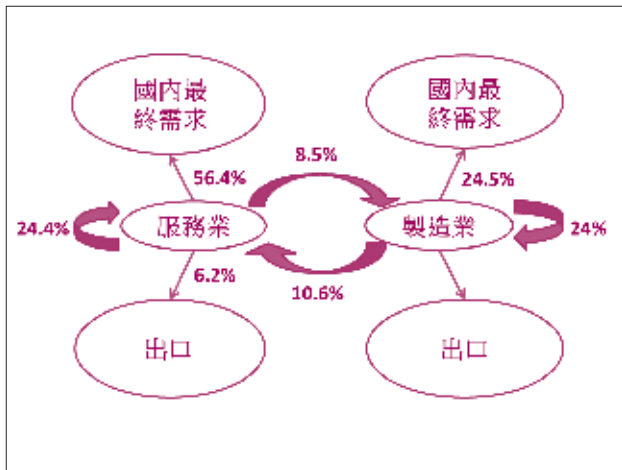 國內最
終需求
國內最
終需求
8.5%
56.4%
24.5%
24.4%
服務業
製造業
24%
6.2%
10.6%
出口
出口